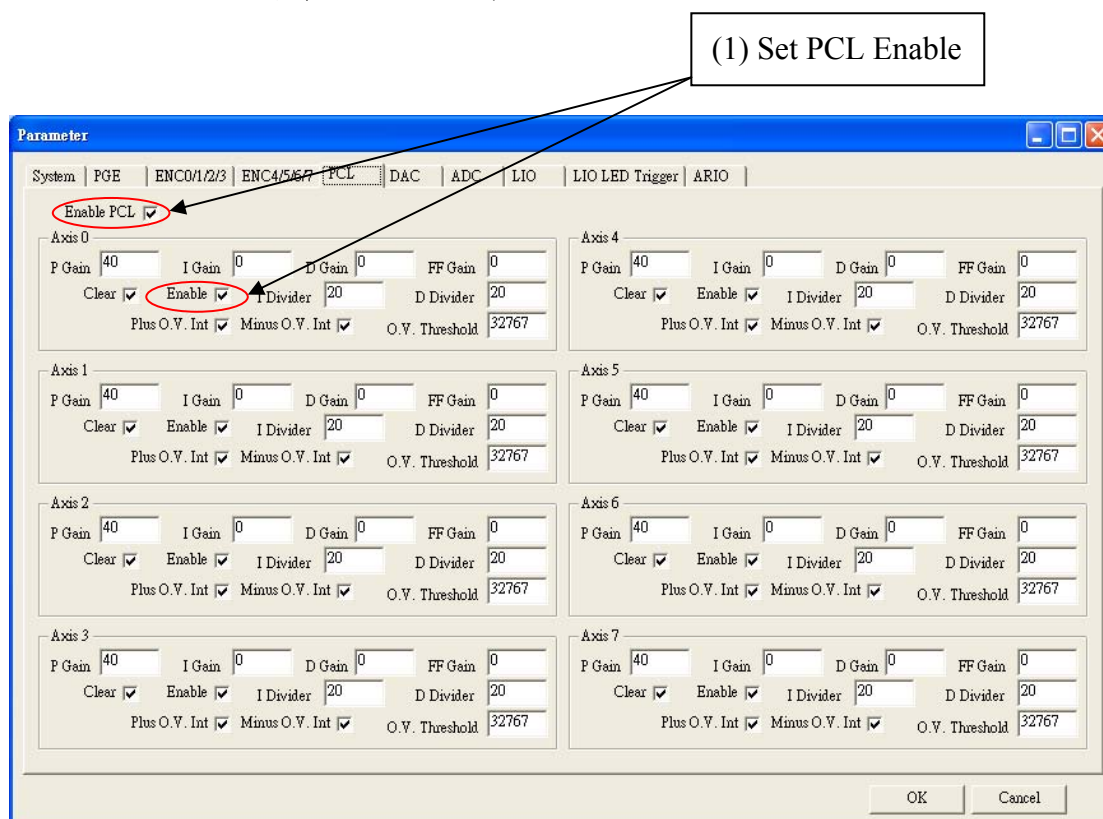 (1) Set PCL Enable
Parameter
System PGE ENC0/1/2/3 ENC4/5/6/7 PCL DAC ADC LIO LIO LED Trigger ARIO
Enable PCL
Axis 0
P Gain 40 I Gain 0 D Gain 0 FF Gain 0
Clear Enable I Divider 20 D Divider 20
Plus O.V. Int Minus O.V. Int O.V. Threshold 32767
Axis 1
P Gain 40 I Gain 0 D Gain 0 FF Gain 0
Clear Enable I Divider 20 D Divider 20
Plus O.V. Int Minus O.V. Int O.V. Threshold 32767
Axis 2
P Gain 40 I Gain 0 D Gain 0 FF Gain 0
Clear Enable I Divider 20 D Divider 20
Plus O.V. Int Minus O.V. Int O.V. Threshold 32767
Axis 3
P Gain 40 I Gain 0 D Gain 0 FF Gain 0
Clear Enable I Divider 20 D Divider 20
Plus O.V. Int Minus O.V. Int O.V. Threshold 32767
Axis 4
P Gain 40 I Gain 0 D Gain 0 FF Gain 0
Clear Enable I Divider 20 D Divider 20
Plus O.V. Int Minus O.V. Int O.V. Threshold 32767
Axis 5
P Gain 40 I Gain 0 D Gain 0 FF Gain 0
Clear Enable I Divider 20 D Divider 20
Plus O.V. Int Minus O.V. Int O.V. Threshold 32767
Axis 6
P Gain 40 I Gain 0 D Gain 0 FF Gain 0
Clear Enable I Divider 20 D Divider 20
Plus O.V. Int Minus O.V. Int O.V. Threshold 32767
Axis 7
P Gain 40 I Gain 0 D Gain 0 FF Gain 0
Clear Enable I Divider 20 D Divider 20
Plus O.V. Int Minus O.V. Int O.V. Threshold 32767
OK Cancel